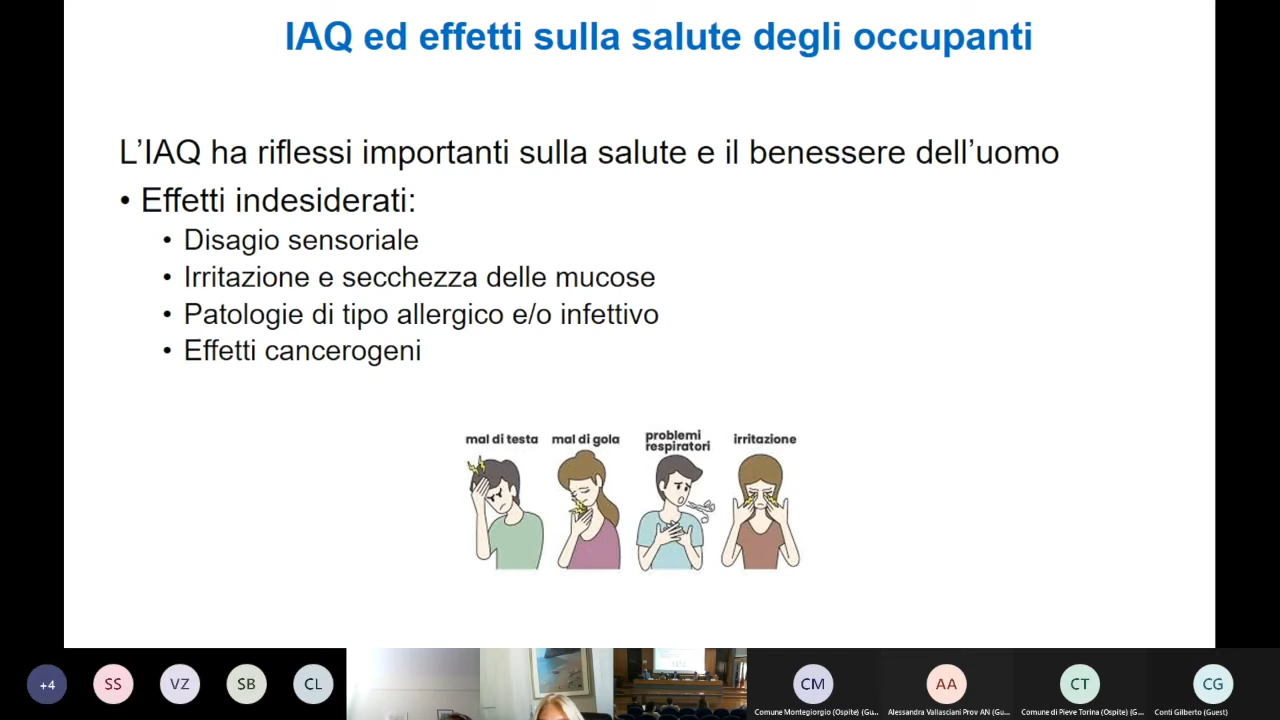 IAQ ed effetti sulla salute degli occupanti
L'IAQ ha riflessi importanti sulla salute e il benessere dell'uomo
• Effetti indesiderati:
• Disagio sensoriale
• Irritazione e secchezza delle mucose
• Patologie di tipo allergico e/o infettivo
• Effetti cancerogeni
mal di testa
mal di gola
problemi
respiratori
irritazione
+4
SS
VZ
SB
CL
CM
AA
CT
CG
Comune Montegiorgio (Ospite) (Gu...
Alessandra Vallasciani Prov AN (Gu...
Comune di Pieve Torina (Ospite) (G...
Conti Gilberto (Guest)